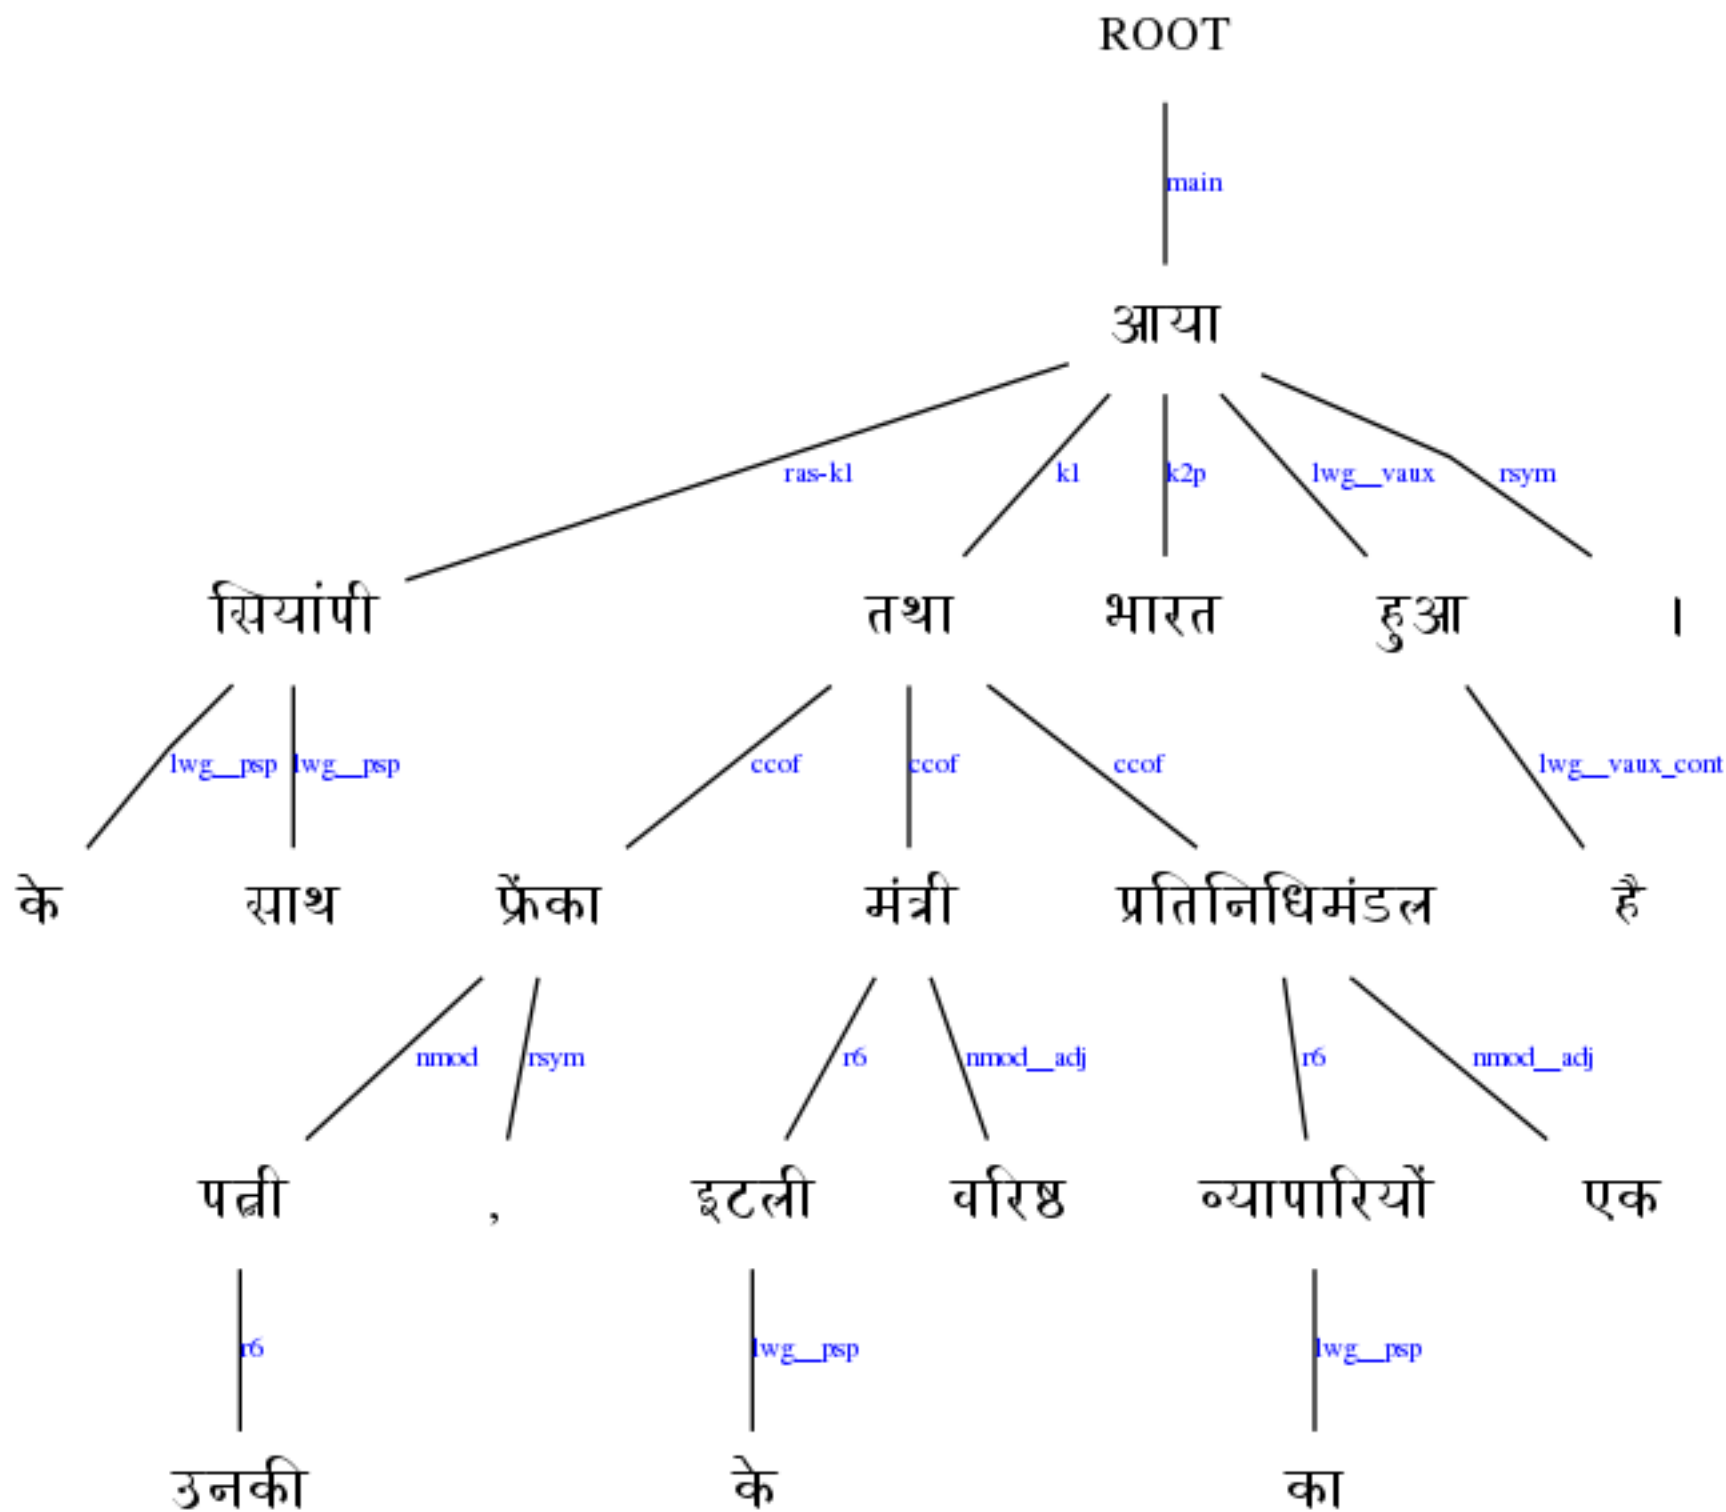 ROOT
main
आया
ras-k1 k1 k2p lwg__vaux rsym
सियांपी तथा भारत हुआ ।
lwg__psp lwg__psp ccof ccof ccof lwg__vaux_cont
के साथ फ्रेंका मंत्री प्रतिनिधिमंडल है
nmod rsym r6 nmod__adj r6 nmod__adj
पत्नी , इटली वरिष्ठ व्यापारियों एक
r6 lwg__psp lwg__psp
उनकी के का